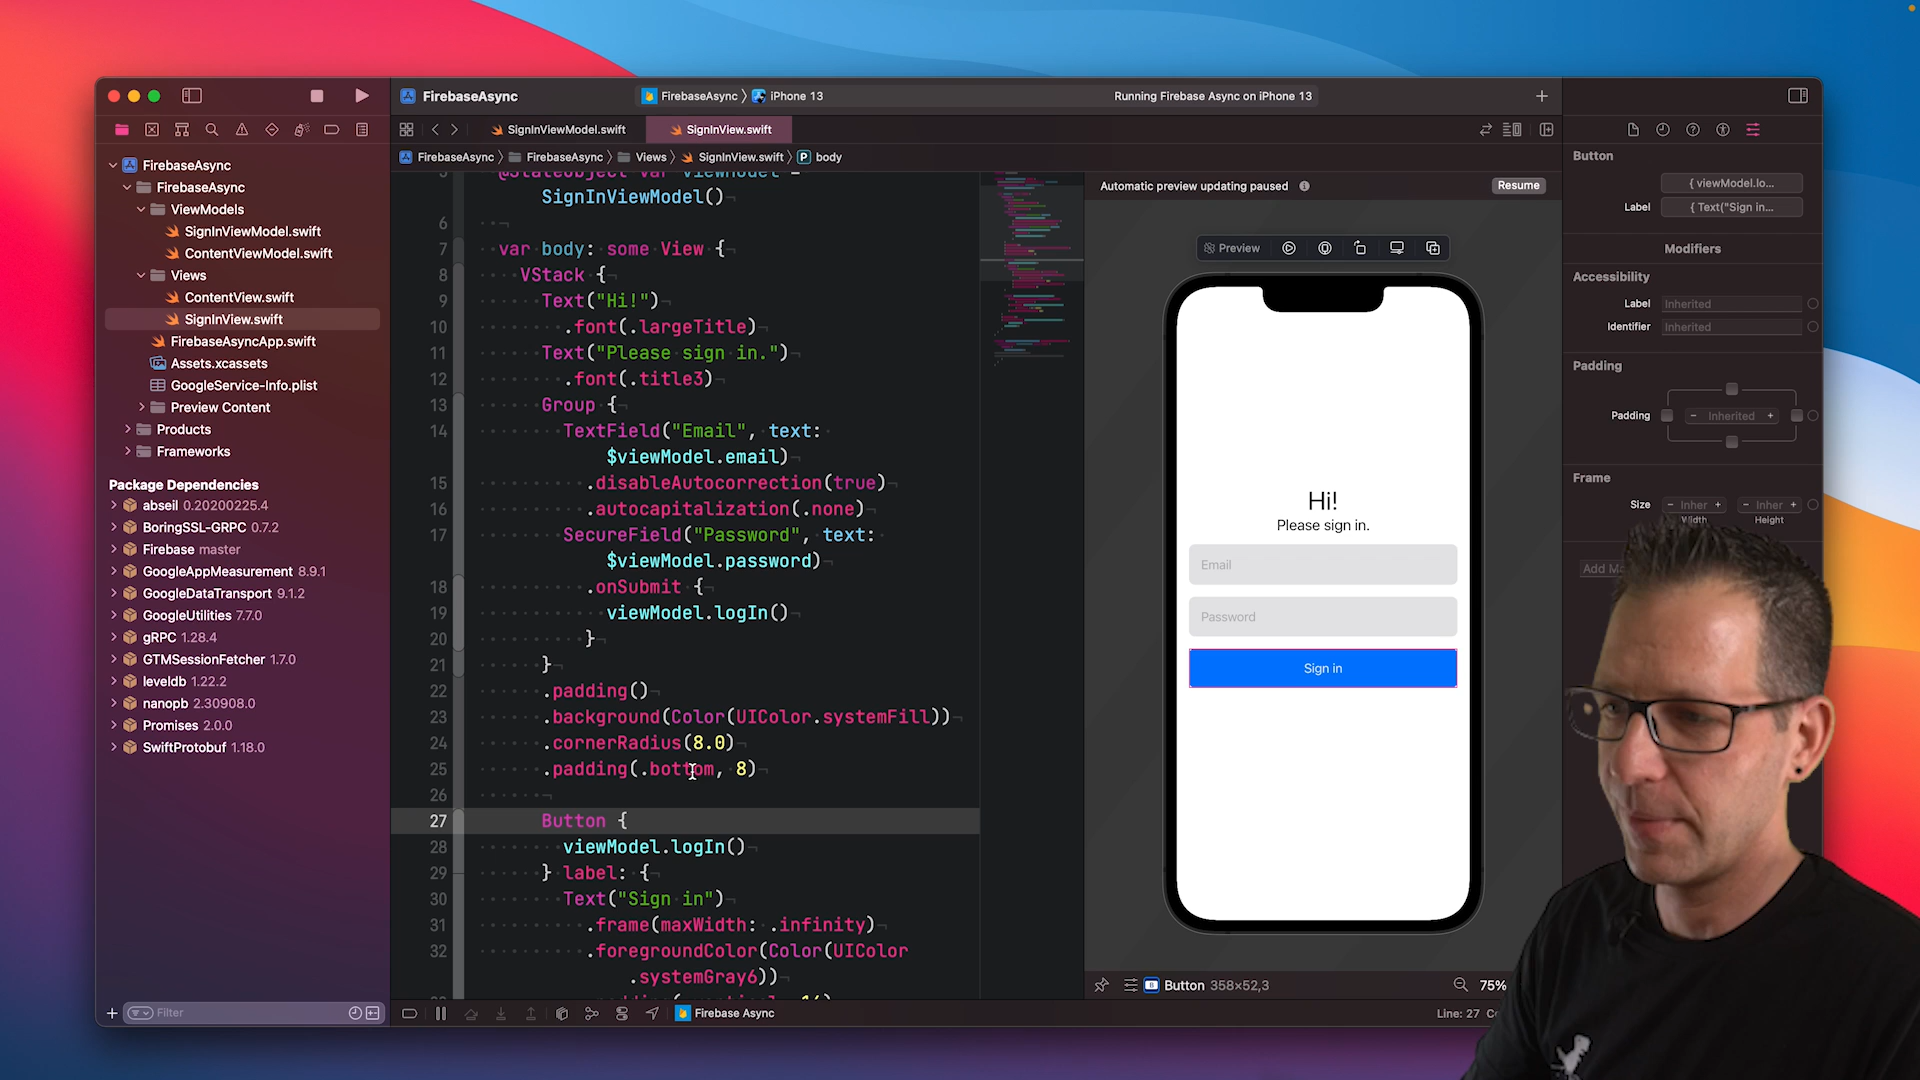 FirebaseAsync
FirebaseAsync
iPhone 13
Running Firebase Async on iPhone 13
SignInViewModel.swift
SignInView.swift
FirebaseAsync
FirebaseAsync
Views
SignInView.swift
body
FirebaseAsync
FirebaseAsync
ViewModels
SignInViewModel.swift
ContentViewModel.swift
Views
ContentView.swift
SignInView.swift
FirebaseAsyncApp.swift
Assets.xcassets
GoogleService-Info.plist
Preview Content
Products
Frameworks
Package Dependencies
abseil 0.20200225.4
BoringSSL-GRPC 0.7.2
Firebase master
GoogleAppMeasurement 8.9.1
GoogleDataTransport 9.1.2
GoogleUtilities 7.7.0
gRPC 1.28.4
GTMSessionFetcher 1.7.0
leveldb 1.22.2
nanopb 2.30908.0
Promises 2.0.0
SwiftProtobuf 1.18.0
Filter
5 @StateObject var viewModel =
SignInViewModel()
6
7 var body: some View {
8 VStack {
9 Text("Hi!")
10 .font(.largeTitle)
11 Text("Please sign in.")
12 .font(.title3)
13 Group {
14 TextField("Email", text:
$viewModel.email)
15 .disableAutocorrection(true)
16 .autocapitalization(.none)
17 SecureField("Password", text:
$viewModel.password)
18 .onSubmit {
19 viewModel.logIn()
20 }
21 }
22 .padding()
23 .background(Color(UIColor.systemFill))
24 .cornerRadius(8.0)
25 .padding(.bottom, 8)
26
27 Button {
28 viewModel.logIn()
29 } label: {
30 Text("Sign in")
31 .frame(maxWidth: .infinity)
32 .foregroundColor(Color(UIColor
.systemGray6))
Firebase Async
Automatic preview updating paused
Resume
Preview
Hi!
Please sign in.
Email
Password
Sign in
Button 358×52,3
75%
Line: 27
Button
{ viewModel.lo...
Label { Text("Sign in...
Modifiers
Accessibility
Label Inherited
Identifier Inherited
Padding
Padding − Inherited +
Frame
Size − Inher + − Inher +
Width Height
Add